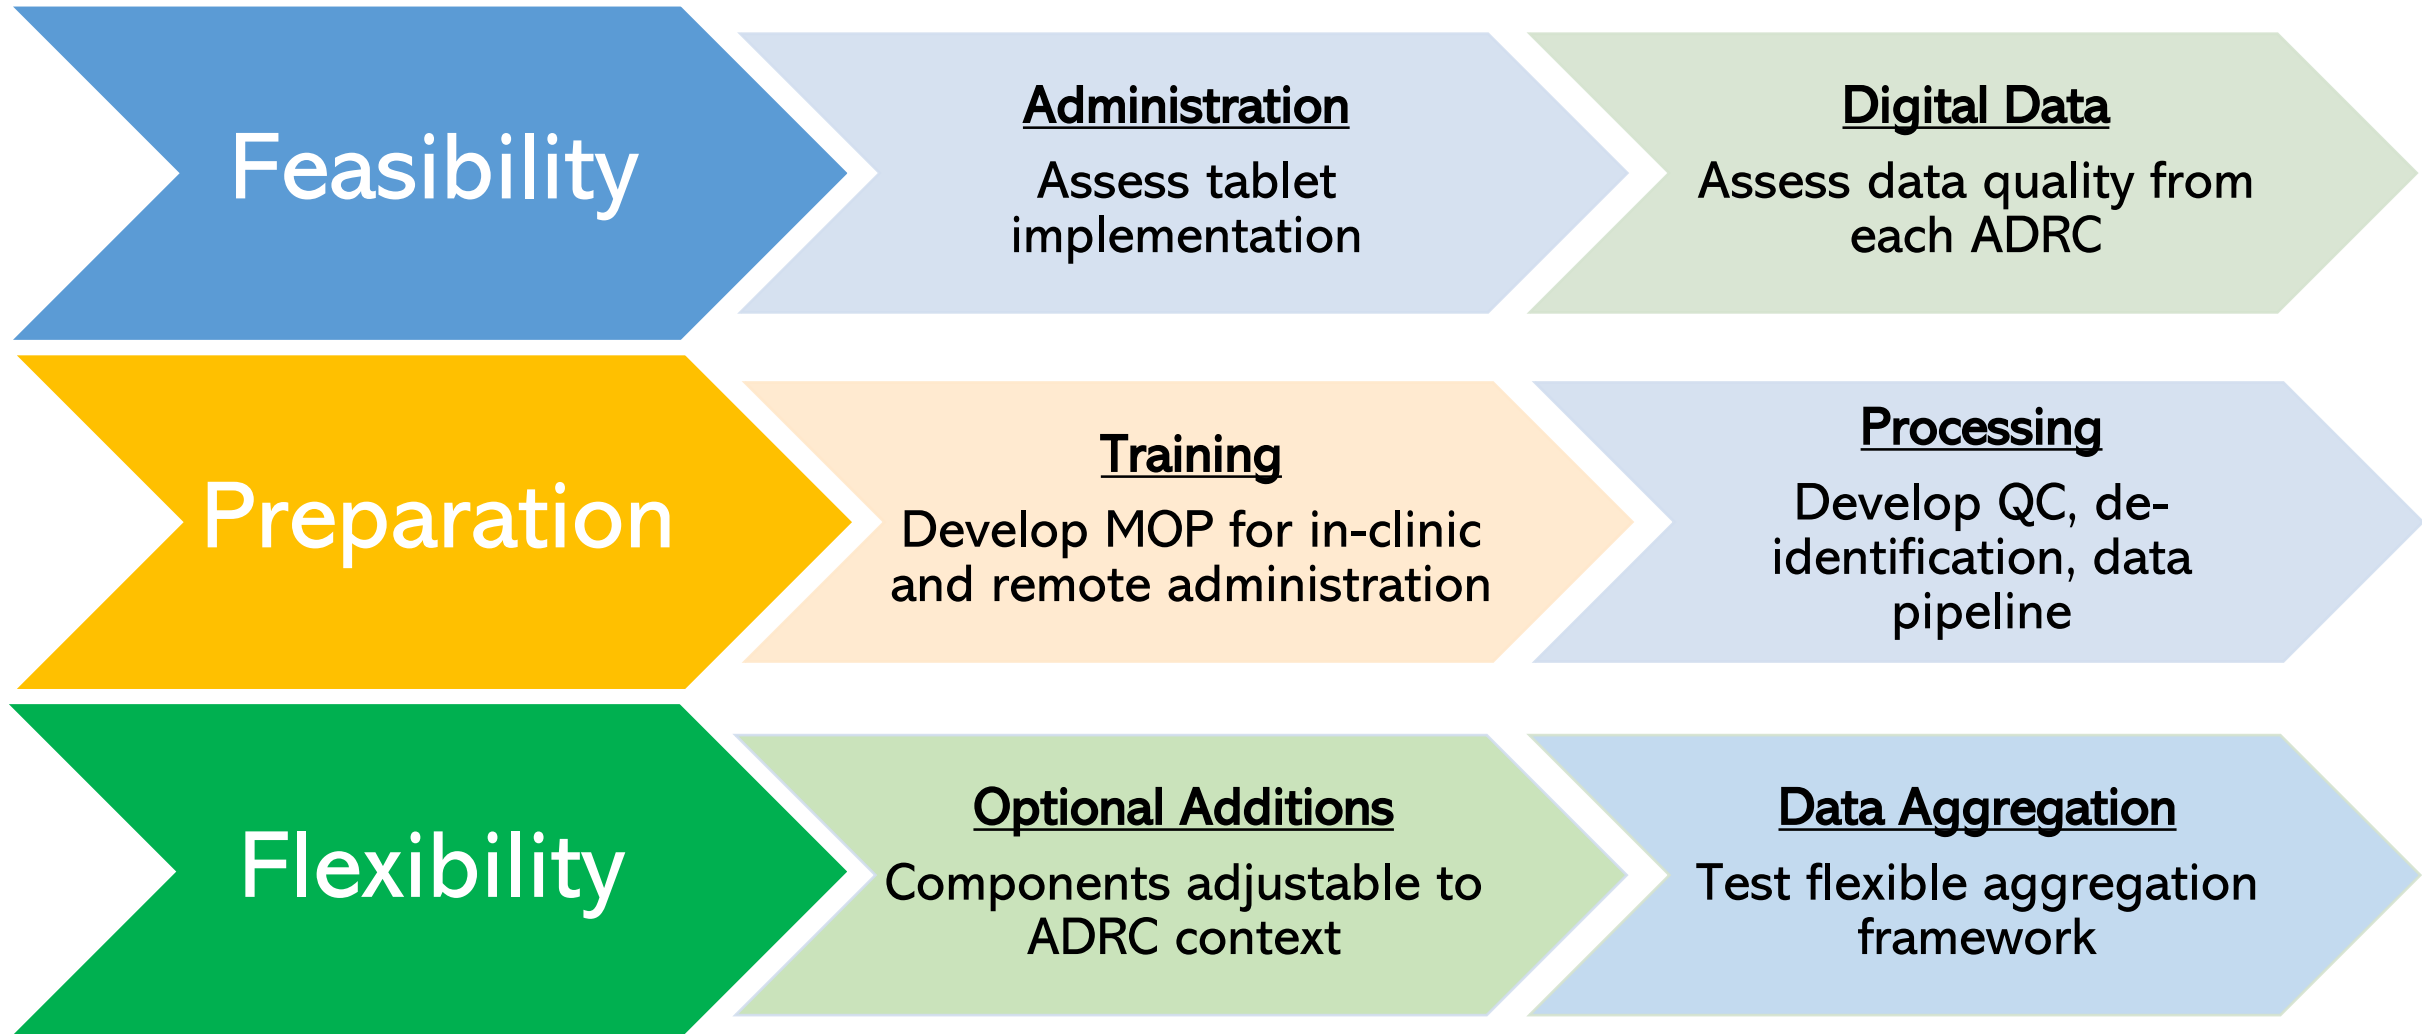 Feasibility
Administration
Assess tablet
implementation
Digital Data
Assess data quality from
each ADRC
Preparation
Training
Develop MOP for in-clinic
and remote administration
Processing
Develop QC, de-
identification, data
pipeline
Flexibility
Optional Additions
Components adjustable to
ADRC context
Data Aggregation
Test flexible aggregation
framework